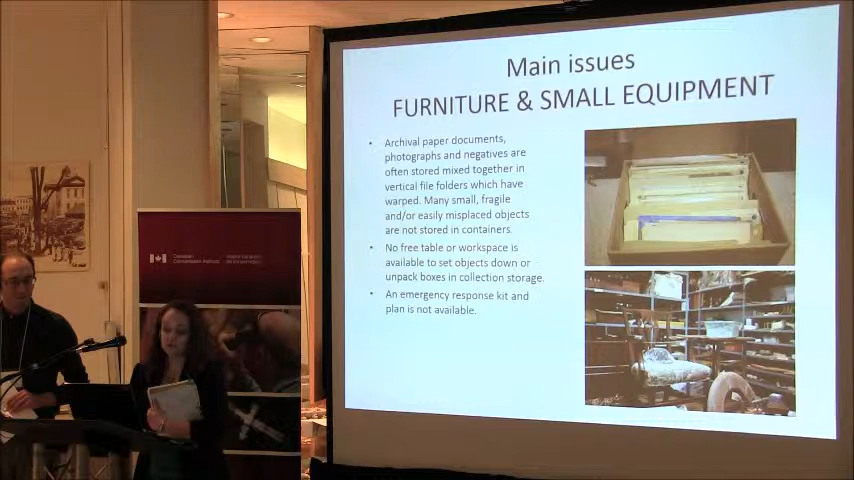 Main issues
FURNITURE & SMALL EQUIPMENT
• Archival paper documents,
photographs and negatives are
often stored mixed together in
vertical file folders which have
warped. Many small, fragile
and/or easily misplaced objects
are not stored in containers.
• No free table or workspace is
available to set objects down or
unpack boxes in collection storage.
• An emergency response kit and
plan is not available.
Canadian
Conservation Institute